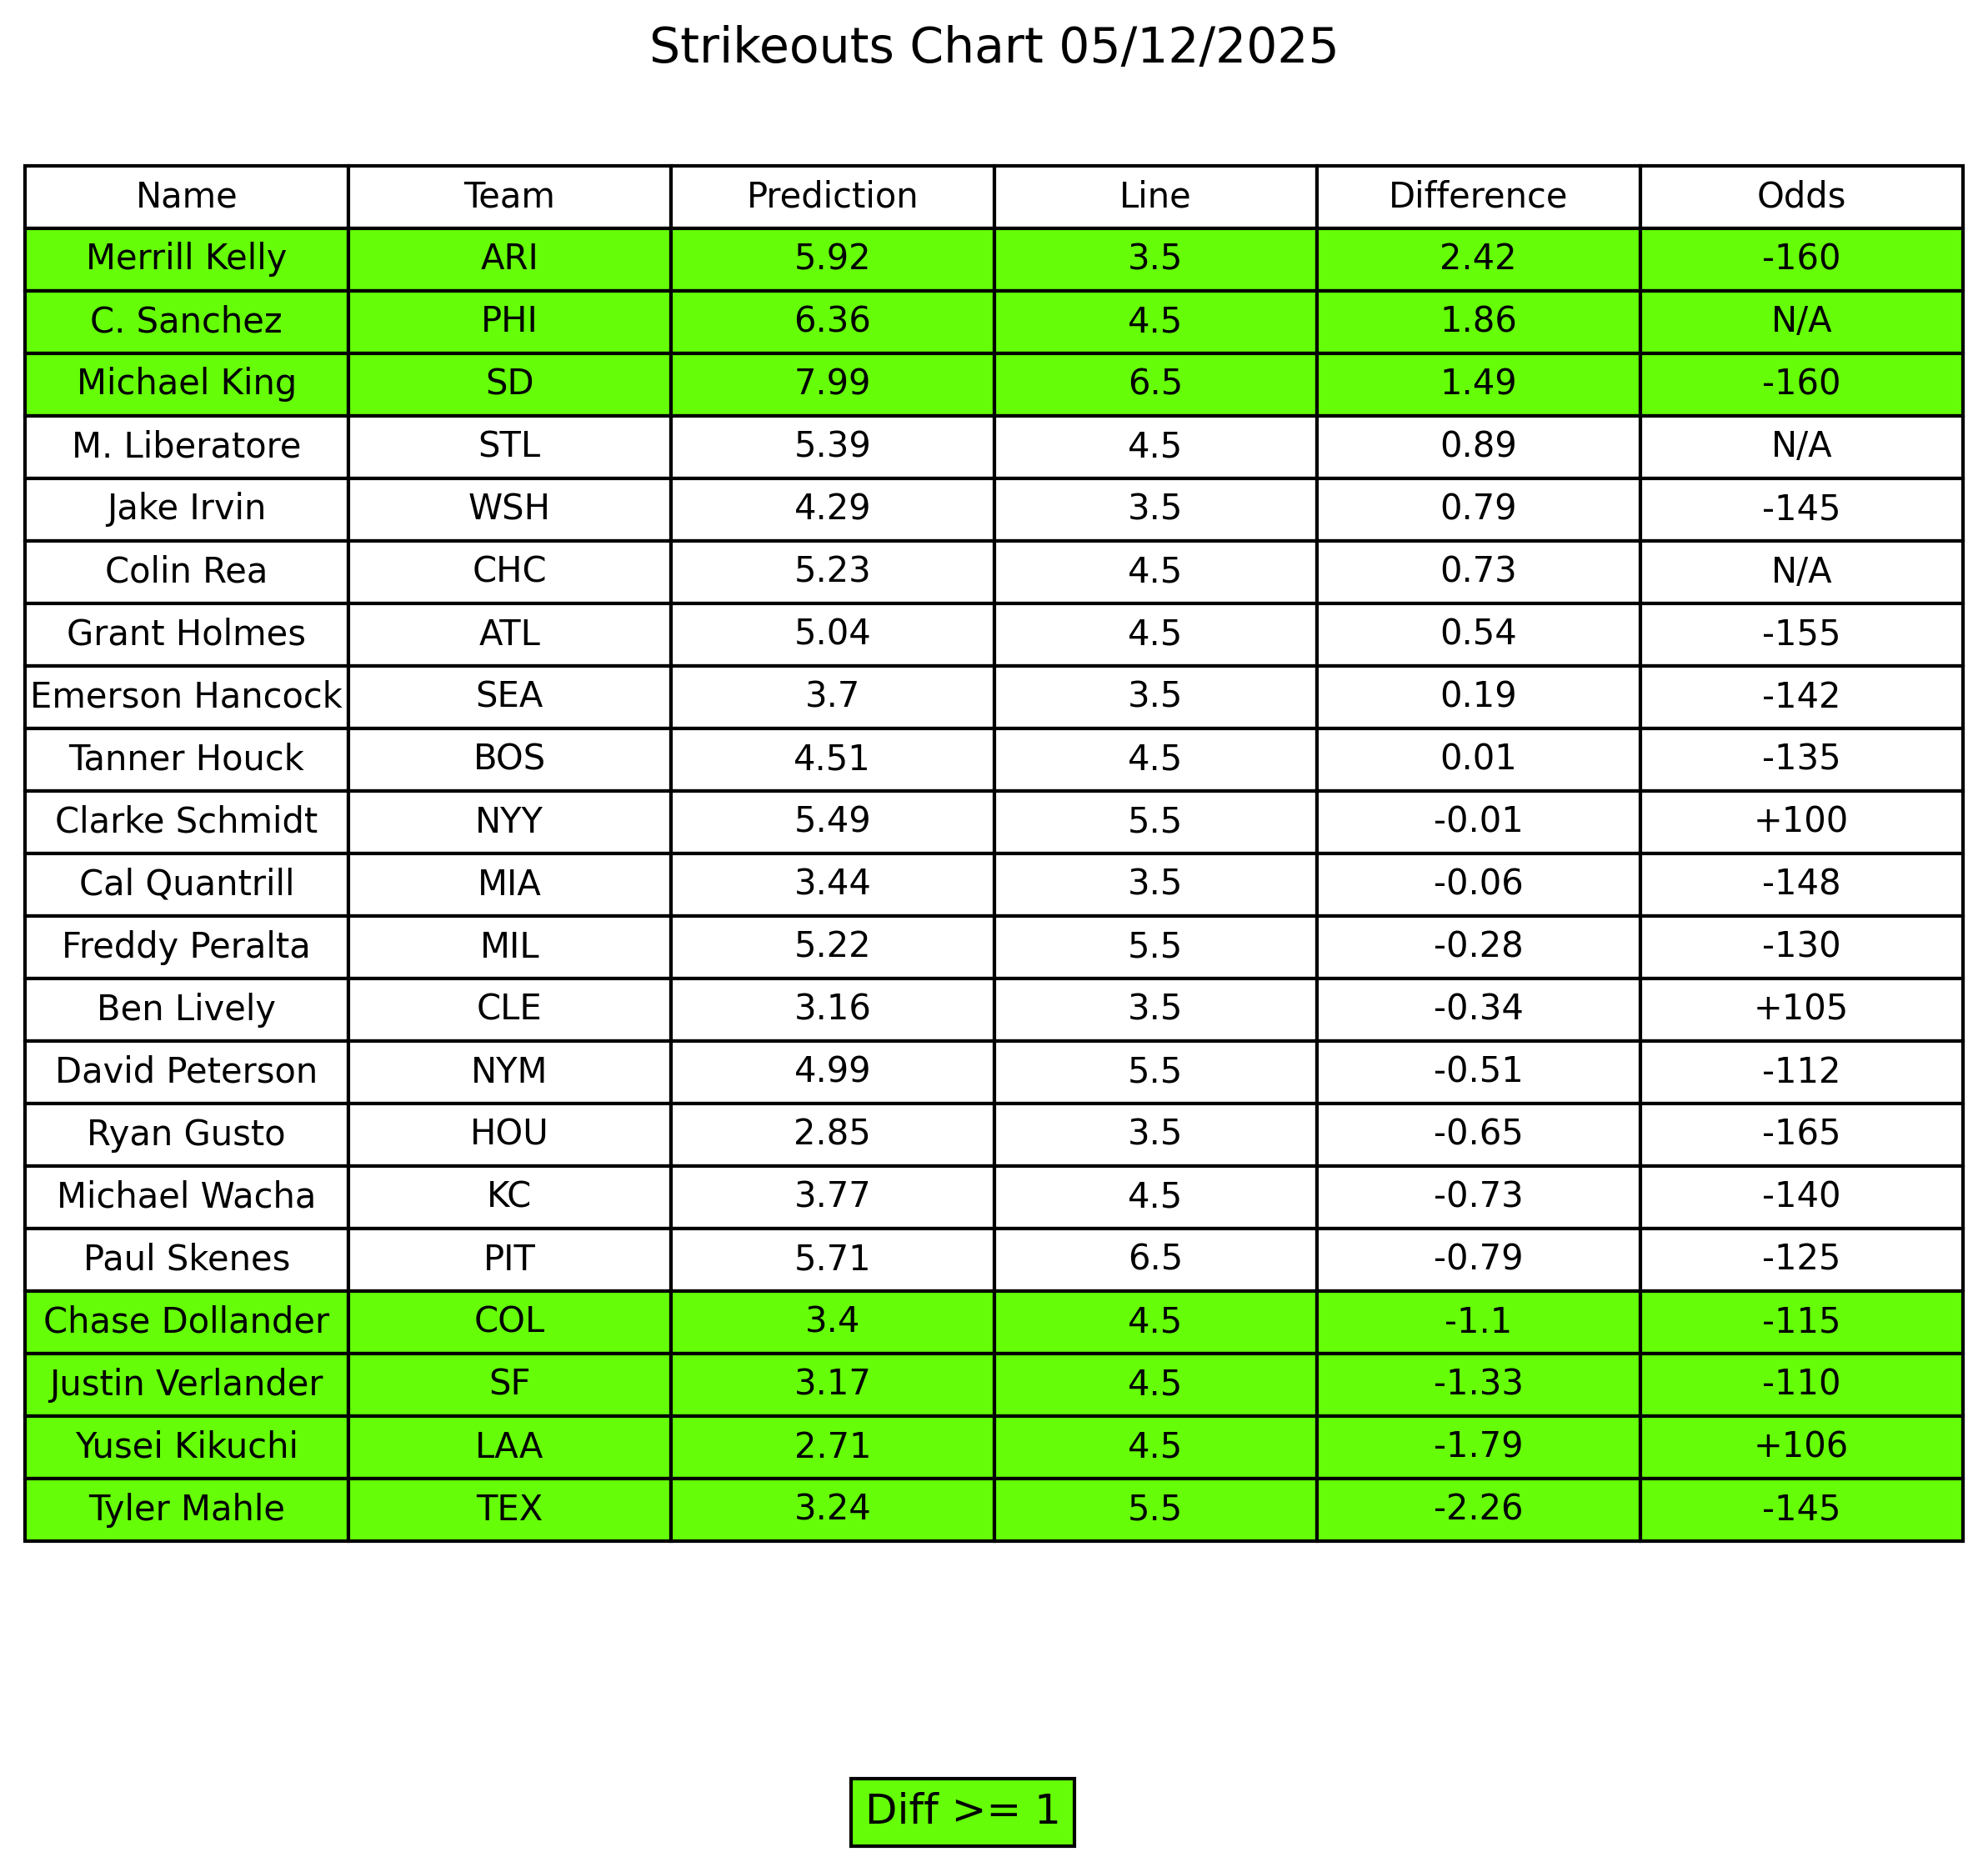 Strikeouts Chart 05/12/2025
Name Team Prediction Line Difference Odds
Merrill Kelly ARI 5.92 3.5 2.42 -160
C. Sanchez PHI 6.36 4.5 1.86 N/A
Michael King SD 7.99 6.5 1.49 -160
M. Liberatore STL 5.39 4.5 0.89 N/A
Jake Irvin WSH 4.29 3.5 0.79 -145
Colin Rea CHC 5.23 4.5 0.73 N/A
Grant Holmes ATL 5.04 4.5 0.54 -155
Emerson Hancock SEA 3.7 3.5 0.19 -142
Tanner Houck BOS 4.51 4.5 0.01 -135
Clarke Schmidt NYY 5.49 5.5 -0.01 +100
Cal Quantrill MIA 3.44 3.5 -0.06 -148
Freddy Peralta MIL 5.22 5.5 -0.28 -130
Ben Lively CLE 3.16 3.5 -0.34 +105
David Peterson NYM 4.99 5.5 -0.51 -112
Ryan Gusto HOU 2.85 3.5 -0.65 -165
Michael Wacha KC 3.77 4.5 -0.73 -140
Paul Skenes PIT 5.71 6.5 -0.79 -125
Chase Dollander COL 3.4 4.5 -1.1 -115
Justin Verlander SF 3.17 4.5 -1.33 -110
Yusei Kikuchi LAA 2.71 4.5 -1.79 +106
Tyler Mahle TEX 3.24 5.5 -2.26 -145
Diff >= 1